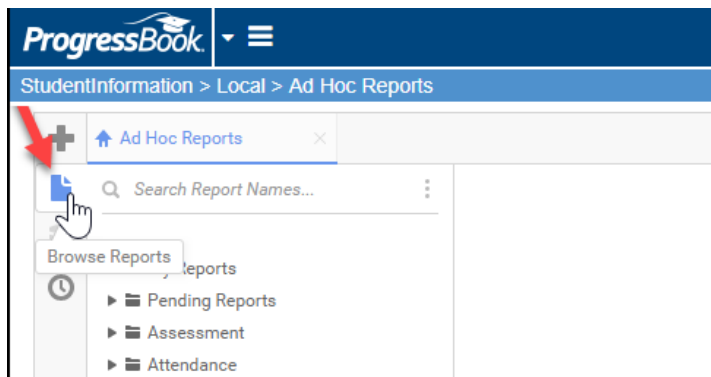 ProgressBook.
StudentInformation > Local > Ad Hoc Reports
Ad Hoc Reports
Search Report Names...
Browse Reports
Reports
Pending Reports
Assessment
Attendance